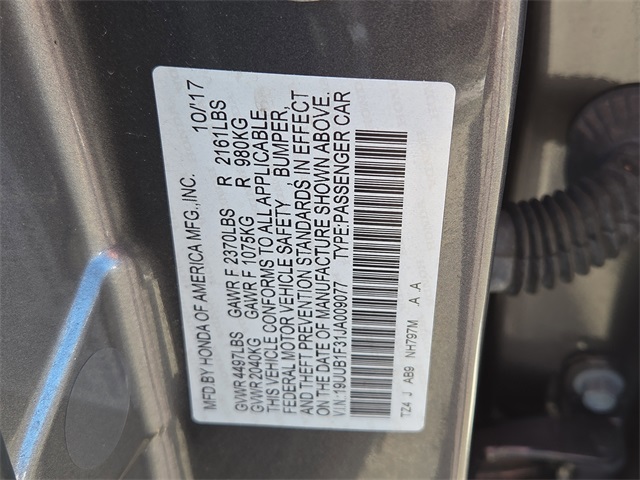 MFD BY HONDA OF AMERICA MFG., INC. 10/'17
GVWR 4497LBS GAWR F 2370LBS R 2161LBS
GVWR 2040KG GAWR F 1075KG R 980KG
THIS VEHICLE CONFORMS TO ALL APPLICABLE
FEDERAL MOTOR VEHICLE SAFETY , BUMPER,
AND THEFT PREVENTION STANDARDS IN EFFECT
ON THE DATE OF MANUFACTURE SHOWN ABOVE.
V.I.N.:19UUB1F31JA009077 TYPE:PASSENGER CAR
TZ4 J AB9 NH797M A A